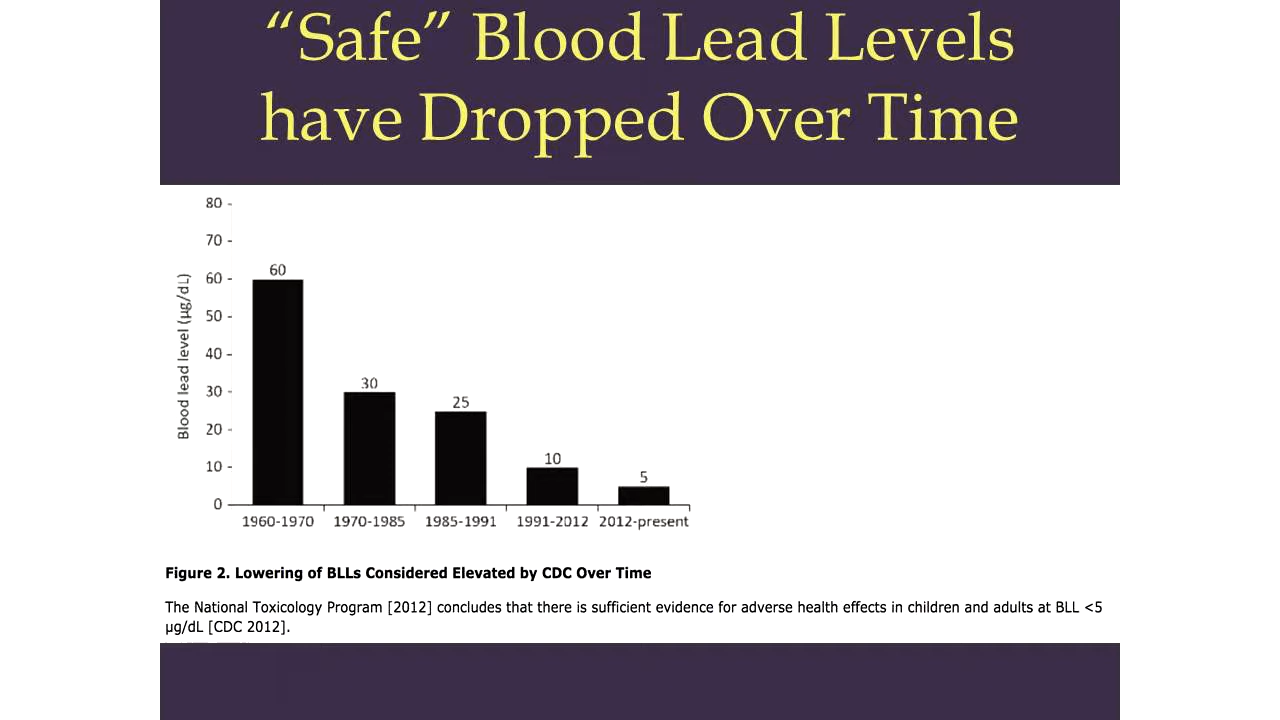 “Safe” Blood Lead Levels
have Dropped Over Time
80
70
60
50
40
30
20
10
0
Blood lead level (µg/dL)
60
30
25
10
5
1960-1970 1970-1985 1985-1991 1991-2012 2012-present
Figure 2. Lowering of BLLs Considered Elevated by CDC Over Time
The National Toxicology Program [2012] concludes that there is sufficient evidence for adverse health effects in children and adults at BLL <5
µg/dL [CDC 2012].